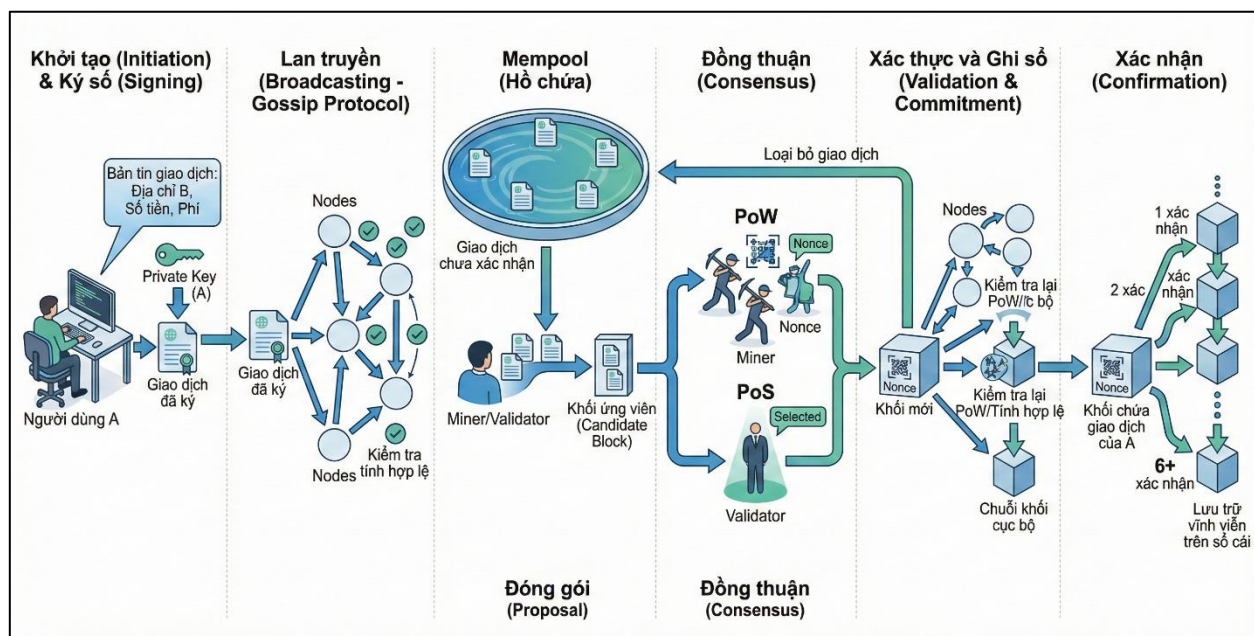 Khởi tạo (Initiation)
& Ký số (Signing)
Bản tin giao dịch:
Địa chỉ B,
Số tiền, Phí
Private Key
(A)
Giao dịch
đã ký
Người dùng A
Lan truyền
(Broadcasting -
Gossip Protocol)
Nodes
Giao dịch
đã ký
Nodes
Kiểm tra
tính hợp lệ
Mempool
(Hồ chứa)
Giao dịch
chưa xác nhận
Miner/Validator
Khối ứng viên
(Candidate
Block)
Đóng gói
(Proposal)
Đồng thuận
(Consensus)
PoW
Nonce
Nonce
Miner
PoS
Selected
Validator
Đồng thuận
(Consensus)
Xác thực và Ghi sổ
(Validation &
Commitment)
Loại bỏ giao dịch
Nodes
Kiểm tra lại
PoW/ bộ
Nonce
Khối mới
Kiểm tra lại
PoW/Tính hợp lệ
Chuỗi khối
cục bộ
Xác nhận
(Confirmation)
1 xác
nhận
2 xác
xác
nhận
Nonce
Khối chứa
giao dịch
của A
6+
xác nhận
Lưu trữ
vĩnh viễn
trên sổ cái